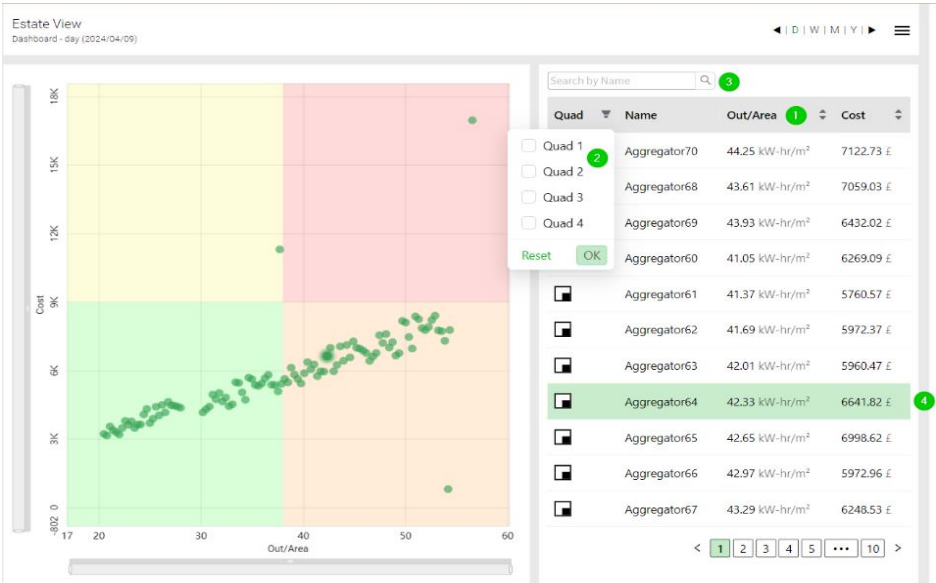 Estate View
Dashboard - day (2024/04/09)
◀ | D | W | M | Y | ▶
Search by Name
3
Quad Name Out/Area 1 Cost
Quad 1
Quad 2
2
Quad 3
Quad 4
Reset OK
Aggregator70 44.25 kW-hr/m² 7122.73 £
Aggregator68 43.61 kW-hr/m² 7059.03 £
Aggregator69 43.93 kW-hr/m² 6432.02 £
Aggregator60 41.05 kW-hr/m² 6269.09 £
Aggregator61 41.37 kW-hr/m² 5760.57 £
Aggregator62 41.69 kW-hr/m² 5972.37 £
Aggregator63 42.01 kW-hr/m² 5960.47 £
Aggregator64 42.33 kW-hr/m² 6641.82 £
4
Aggregator65 42.65 kW-hr/m² 6998.62 £
Aggregator66 42.97 kW-hr/m² 5972.96 £
Aggregator67 43.29 kW-hr/m² 6248.53 £
< 1 2 3 4 5 ••• 10 >
18K
15K
12K
9K
6K
3K
0
-802
Cost
17 20 30 40 50 60
Out/Area